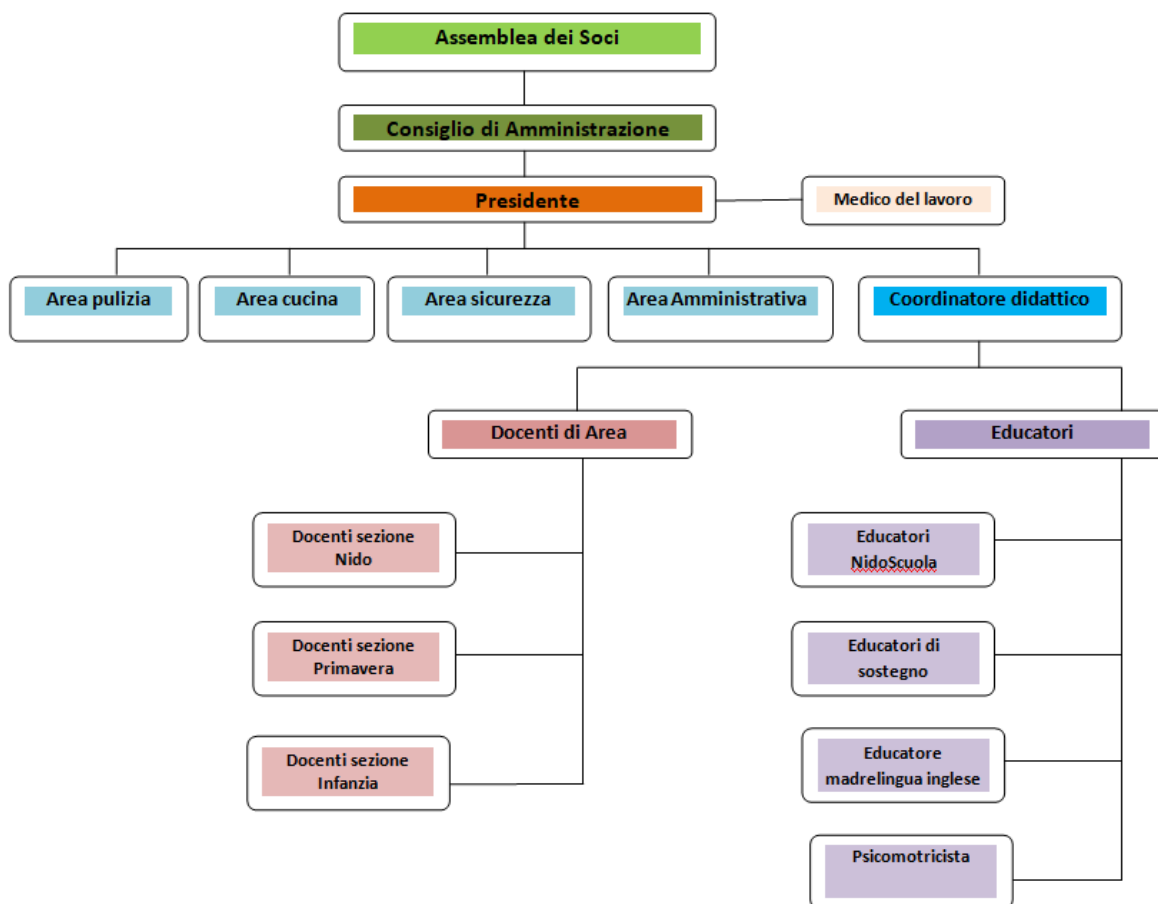 Assemblea dei Soci
Consiglio di Amministrazione
Presidente
Medico del lavoro
Area pulizia
Area cucina
Area sicurezza
Area Amministrativa
Coordinatore didattico
Docenti di Area
Educatori
Docenti sezione
Nido
Docenti sezione
Primavera
Docenti sezione
Infanzia
Educatori
NidoScuola
Educatori di
sostegno
Educatore
madrelingua inglese
Psicomotricista